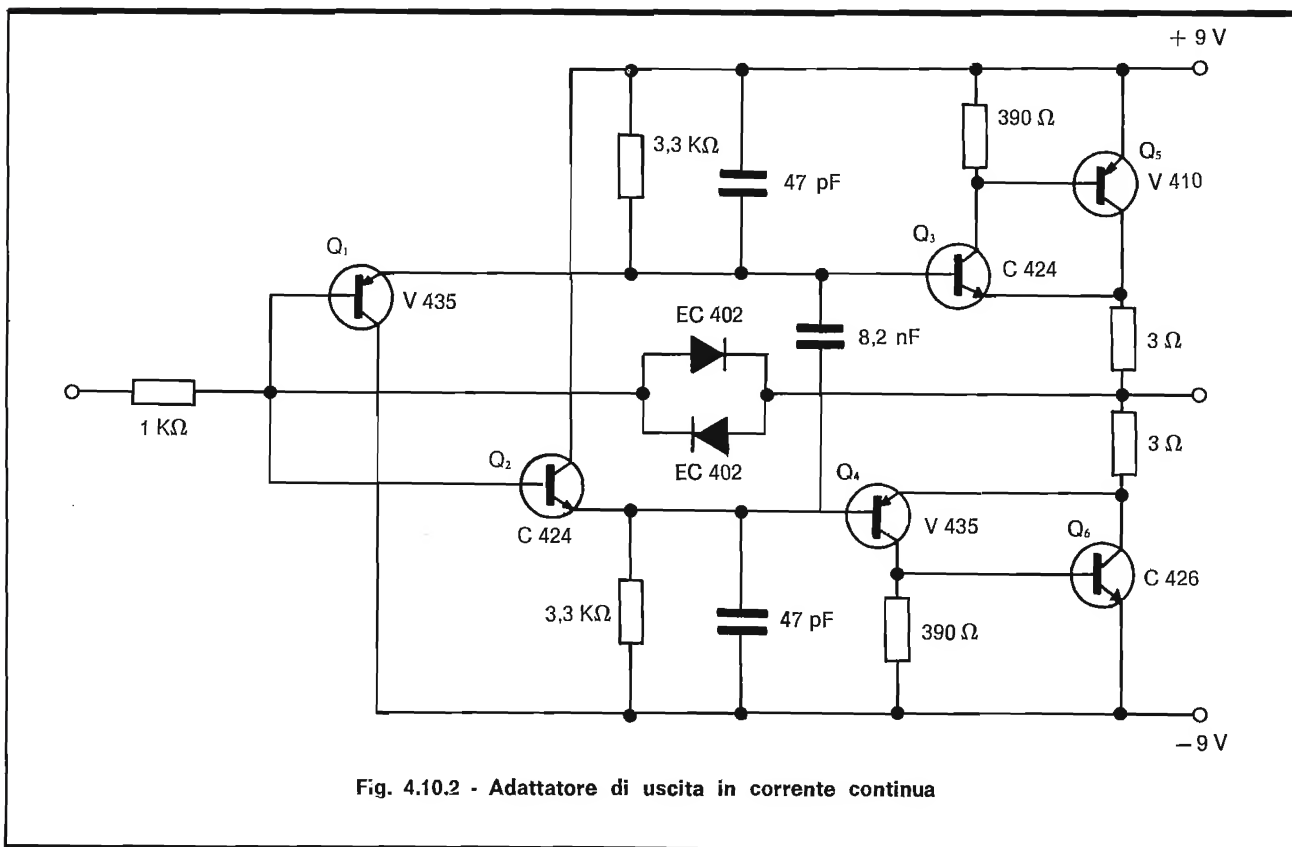 + 9 V
390 Ω
3,3 KΩ
47 pF
Q₅
V 410
Q₁
Q₃
C 424
V 435
EC 402
8,2 nF
3 Ω
1 KΩ
3 Ω
Q₂
EC 402
Q₄
C 424
V 435
Q₆
C 426
3,3 KΩ
47 pF
390 Ω
− 9 V
Fig. 4.10.2 - Adattatore di uscita in corrente continua